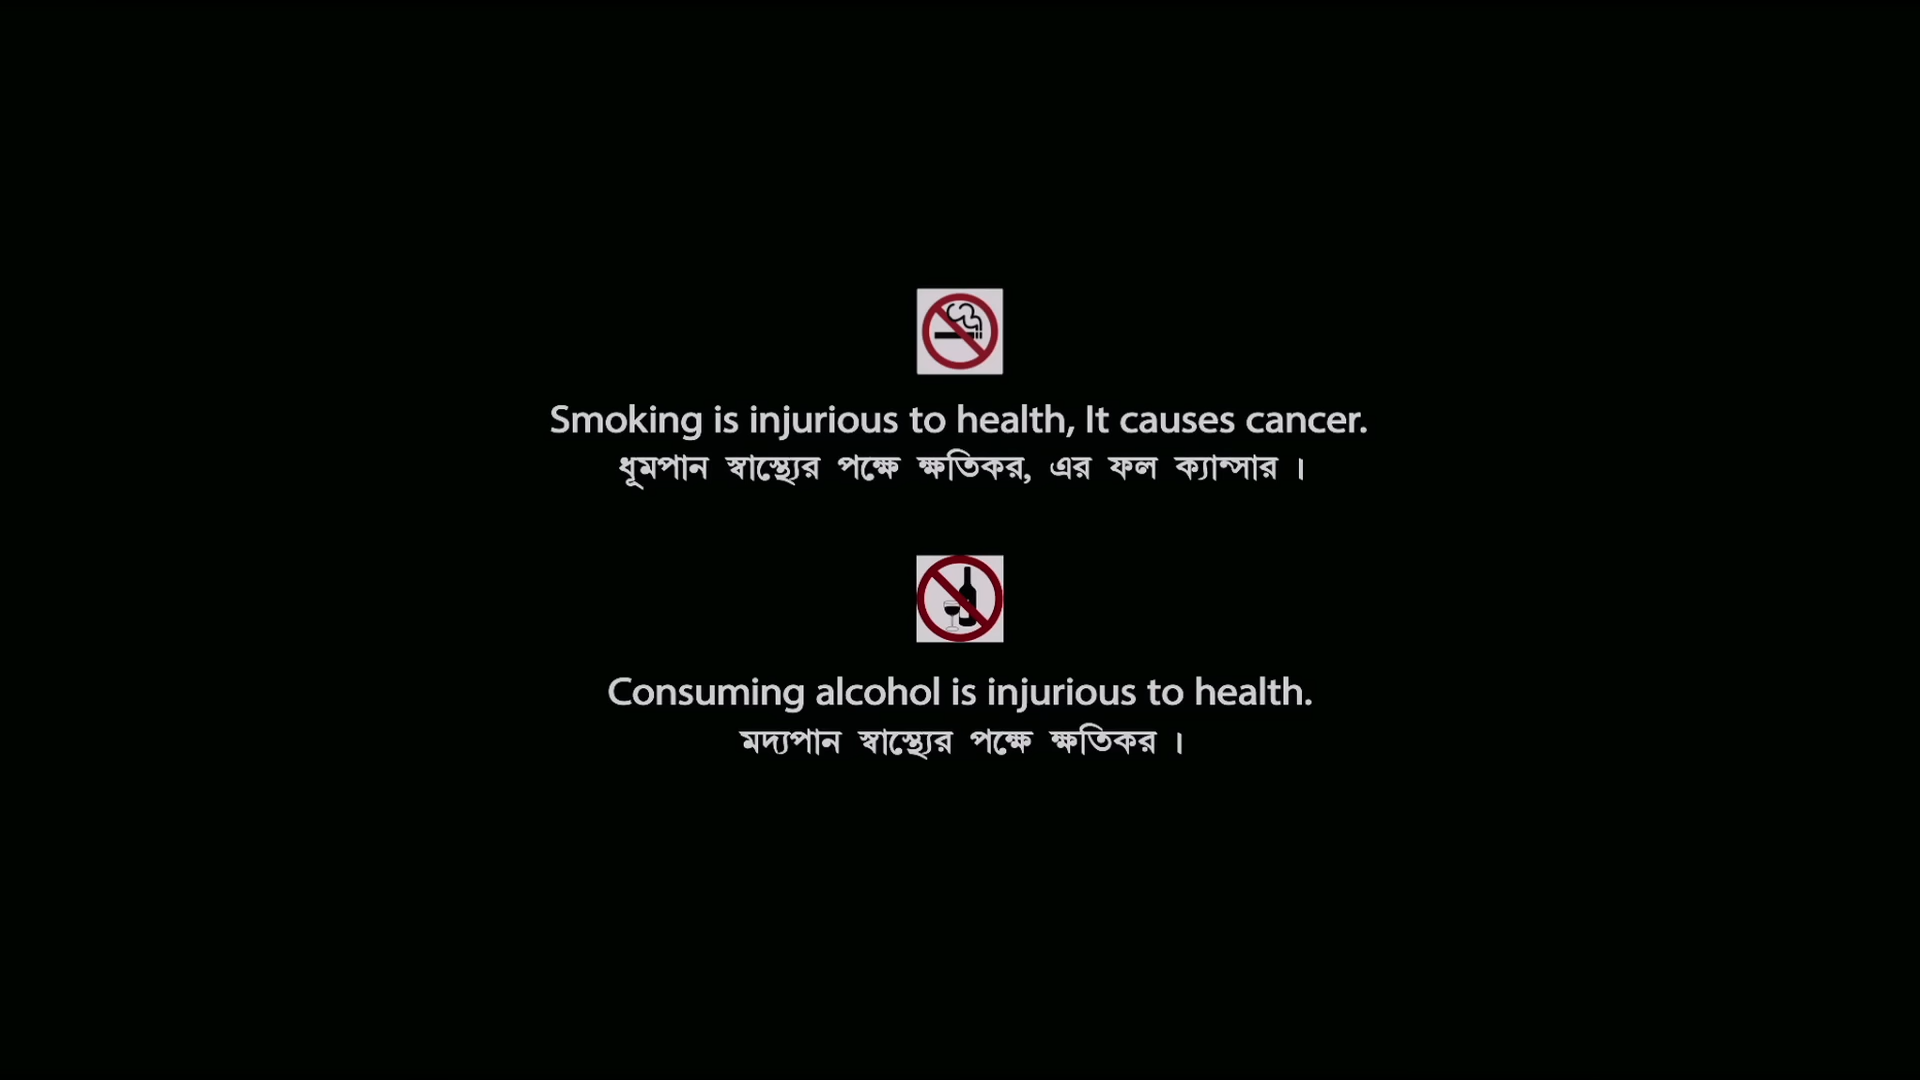 Smoking is injurious to health, It causes cancer.
ধূমপান স্বাস্থ্যের পক্ষে ক্ষতিকর, এর ফল ক্যান্সার ।
Consuming alcohol is injurious to health.
মদ্যপান স্বাস্থ্যের পক্ষে ক্ষতিকর ।